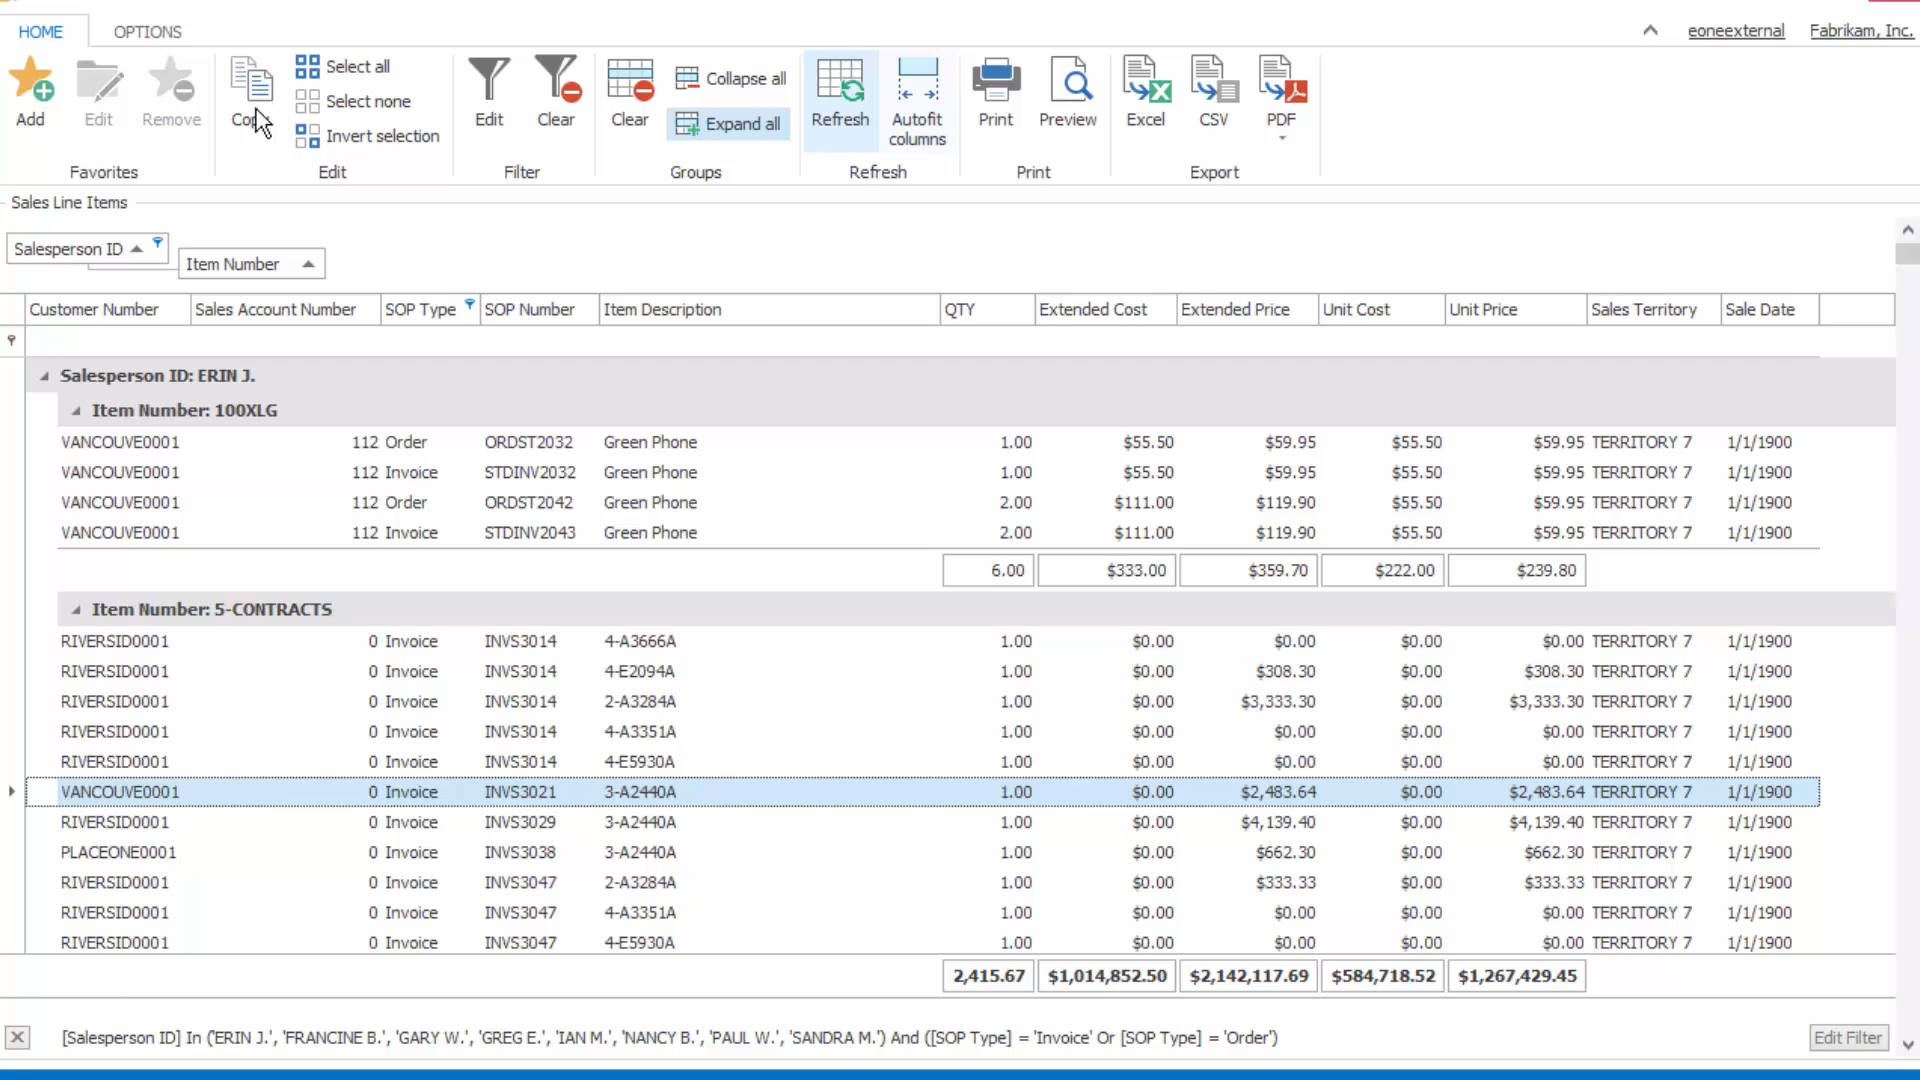 HOME OPTIONS eoneexternal Fabrikam, Inc.
Add Edit Remove Select all Select none Invert selection Edit Clear Clear Collapse all Expand all Refresh Autofit columns Print Preview Excel CSV PDF
Favorites Edit Filter Groups Refresh Print Export
Sales Line Items
Salesperson ID
Item Number
Customer Number Sales Account Number SOP Type SOP Number Item Description QTY Extended Cost Extended Price Unit Cost Unit Price Sales Territory Sale Date
Salesperson ID: ERIN J.
Item Number: 100XLG
VANCOUVE0001 112 Order ORDST2032 Green Phone 1.00 $55.50 $59.95 $55.50 $59.95 TERRITORY 7 1/1/1900
VANCOUVE0001 112 Invoice STDINV2032 Green Phone 1.00 $55.50 $59.95 $55.50 $59.95 TERRITORY 7 1/1/1900
VANCOUVE0001 112 Order ORDST2042 Green Phone 2.00 $111.00 $119.90 $55.50 $59.95 TERRITORY 7 1/1/1900
VANCOUVE0001 112 Invoice STDINV2043 Green Phone 2.00 $111.00 $119.90 $55.50 $59.95 TERRITORY 7 1/1/1900
6.00 $333.00 $359.70 $222.00 $239.80
Item Number: 5-CONTRACTS
RIVERSID0001 0 Invoice INVS3014 4-A3666A 1.00 $0.00 $0.00 $0.00 $0.00 TERRITORY 7 1/1/1900
RIVERSID0001 0 Invoice INVS3014 4-E2094A 1.00 $0.00 $308.30 $0.00 $308.30 TERRITORY 7 1/1/1900
RIVERSID0001 0 Invoice INVS3014 2-A3284A 1.00 $0.00 $3,333.30 $0.00 $3,333.30 TERRITORY 7 1/1/1900
RIVERSID0001 0 Invoice INVS3014 4-A3351A 1.00 $0.00 $0.00 $0.00 $0.00 TERRITORY 7 1/1/1900
RIVERSID0001 0 Invoice INVS3014 4-E5930A 1.00 $0.00 $0.00 $0.00 $0.00 TERRITORY 7 1/1/1900
VANCOUVE0001 0 Invoice INVS3021 3-A2440A 1.00 $0.00 $2,483.64 $0.00 $2,483.64 TERRITORY 7 1/1/1900
RIVERSID0001 0 Invoice INVS3029 3-A2440A 1.00 $0.00 $4,139.40 $0.00 $4,139.40 TERRITORY 7 1/1/1900
PLACEONE0001 0 Invoice INVS3038 3-A2440A 1.00 $0.00 $662.30 $0.00 $662.30 TERRITORY 7 1/1/1900
RIVERSID0001 0 Invoice INVS3047 2-A3284A 1.00 $0.00 $333.33 $0.00 $333.33 TERRITORY 7 1/1/1900
RIVERSID0001 0 Invoice INVS3047 4-A3351A 1.00 $0.00 $0.00 $0.00 $0.00 TERRITORY 7 1/1/1900
RIVERSID0001 0 Invoice INVS3047 4-E5930A 1.00 $0.00 $0.00 $0.00 $0.00 TERRITORY 7 1/1/1900
2,415.67 $1,014,852.50 $2,142,117.69 $584,718.52 $1,267,429.45
[Salesperson ID] In ('ERIN J.', 'FRANCINE B.', 'GARY W.', 'GREG E.', 'IAN M.', 'NANCY B.', 'PAUL W.', 'SANDRA M.') And ([SOP Type] = 'Invoice' Or [SOP Type] = 'Order') Edit Filter